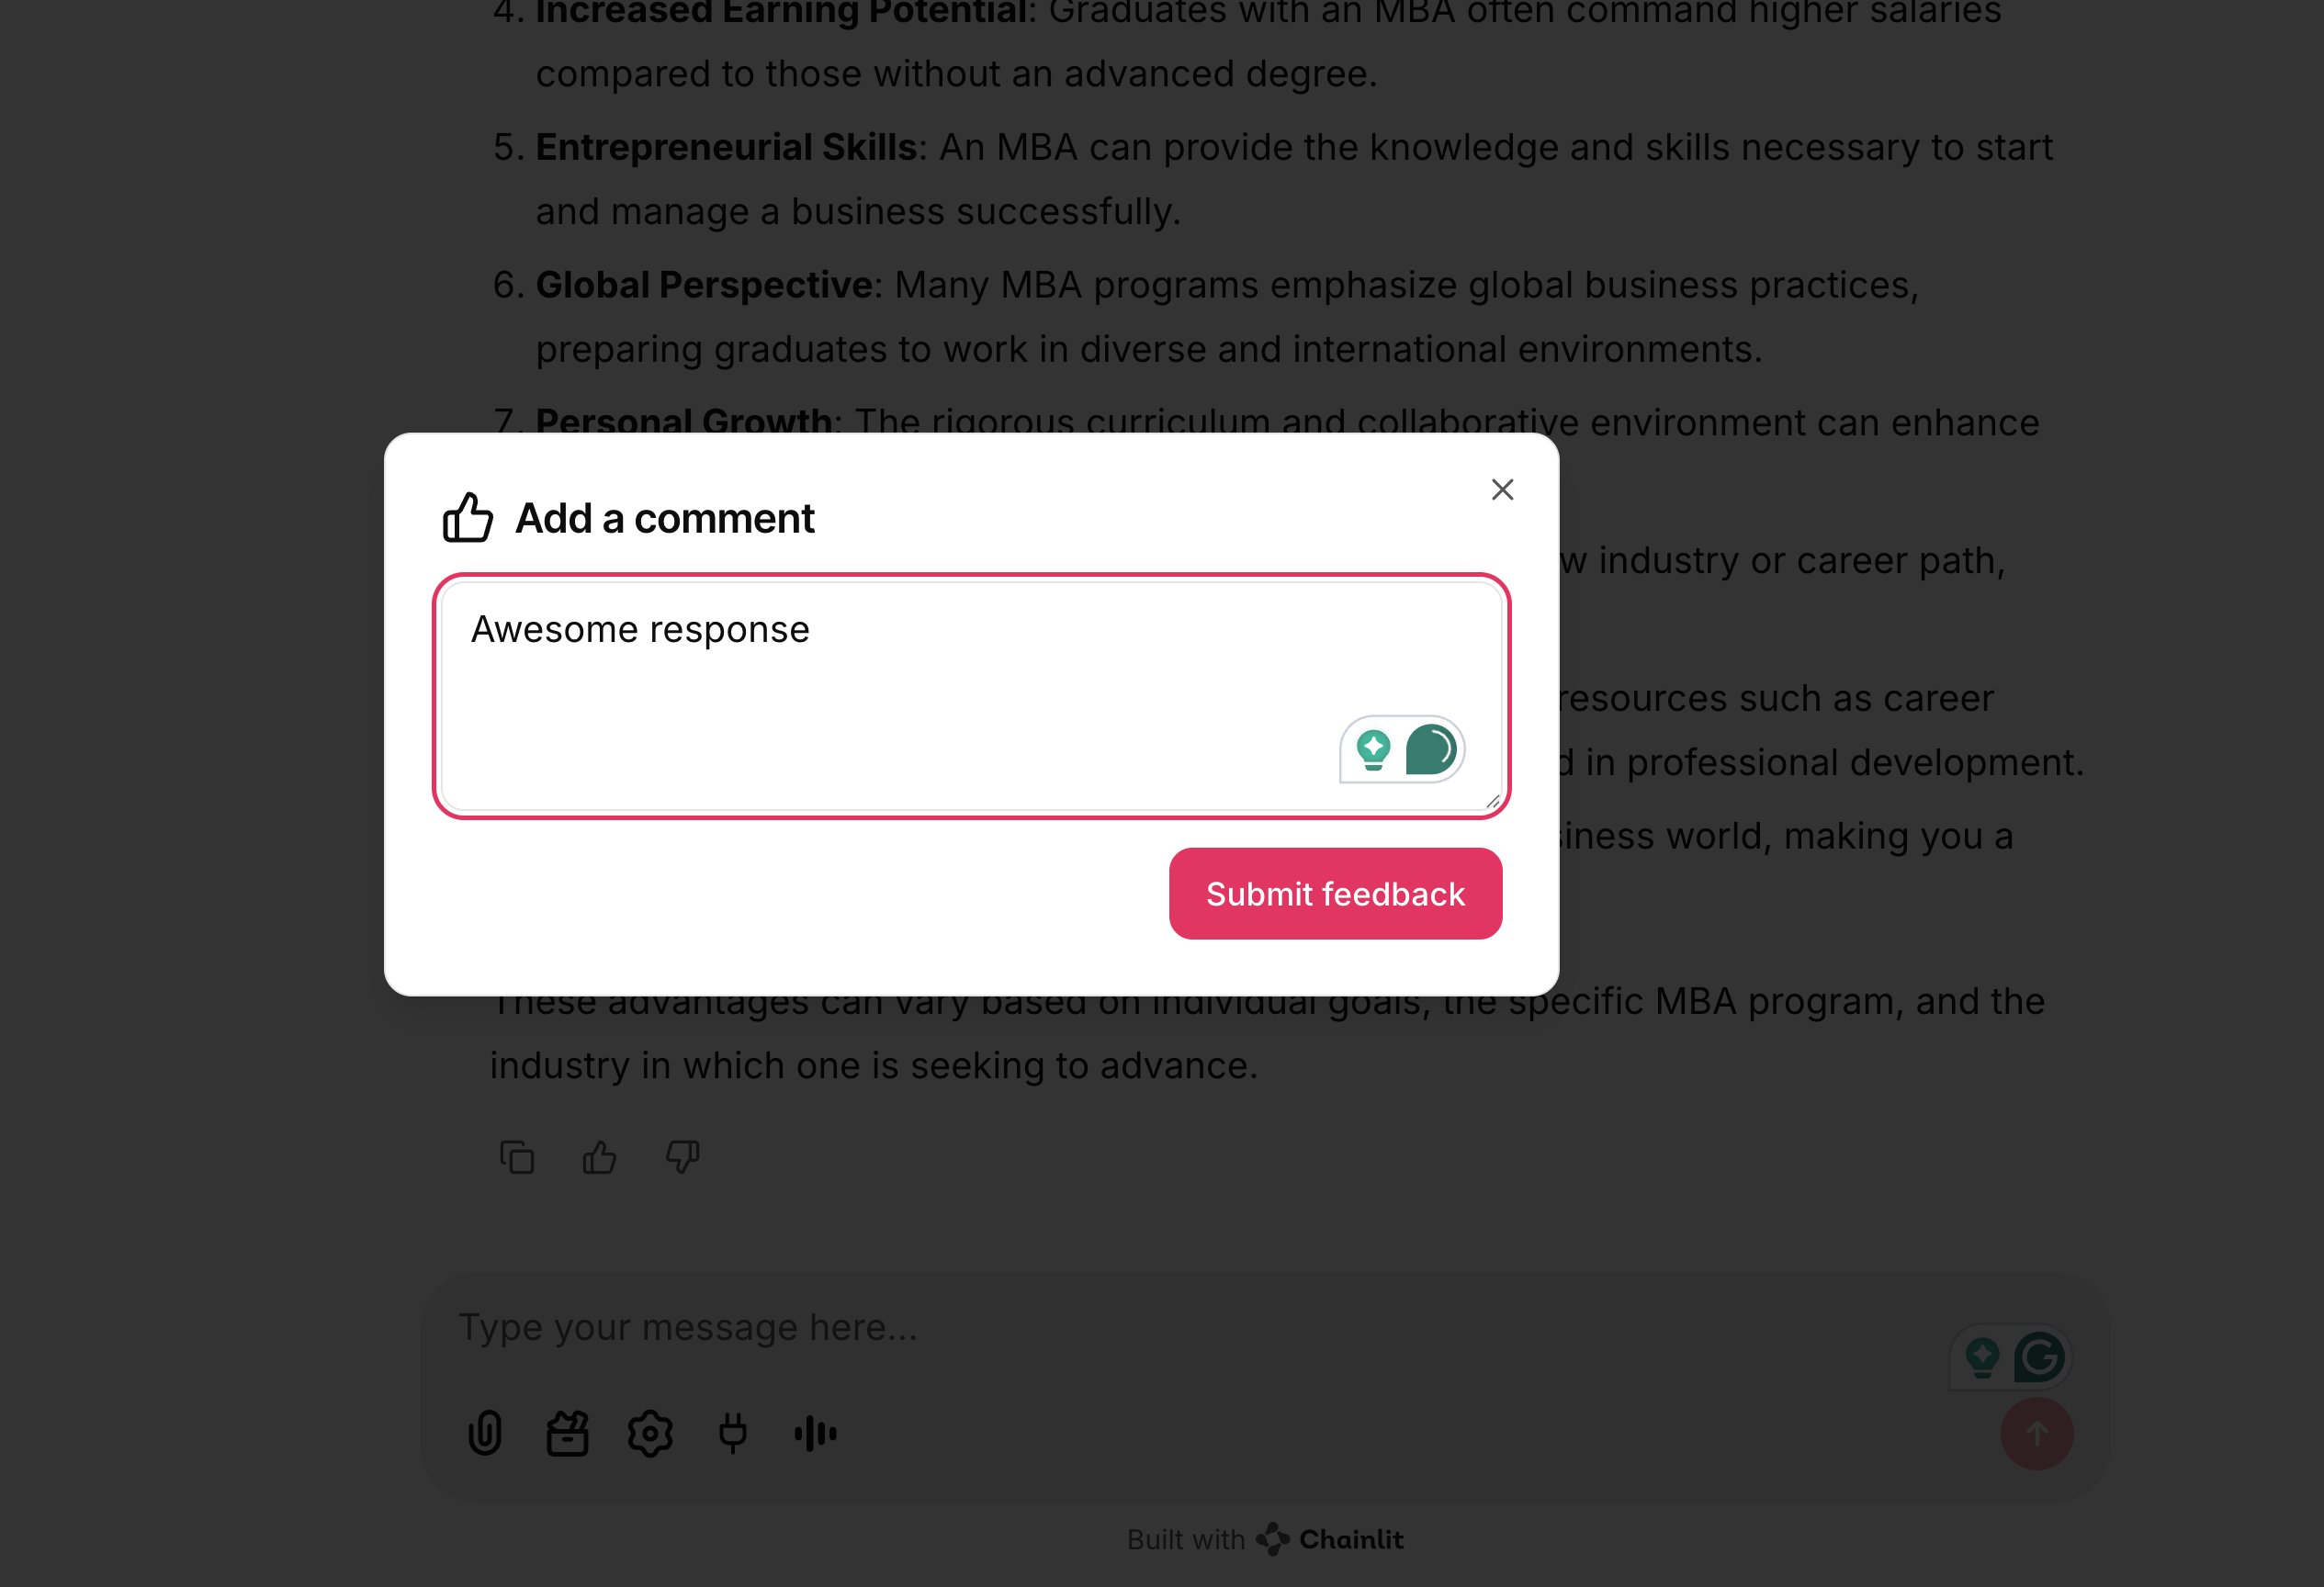 4. Increased Earning Potential: Graduates with an MBA often command higher salaries
compared to those without an advanced degree.
5. Entrepreneurial Skills: An MBA can provide the knowledge and skills necessary to start
and manage a business successfully.
6. Global Perspective: Many MBA programs emphasize global business practices,
preparing graduates to work in diverse and international environments.
7. Personal Growth: The rigorous curriculum and collaborative environment can enhance
Add a comment
industry or career path,
Awesome response
resources such as career
in professional development.
world, making you a
Submit feedback
These advantages can vary based on individual goals, the specific MBA program, and the
industry in which one is seeking to advance.
Type your message here...
Built with Chainlit